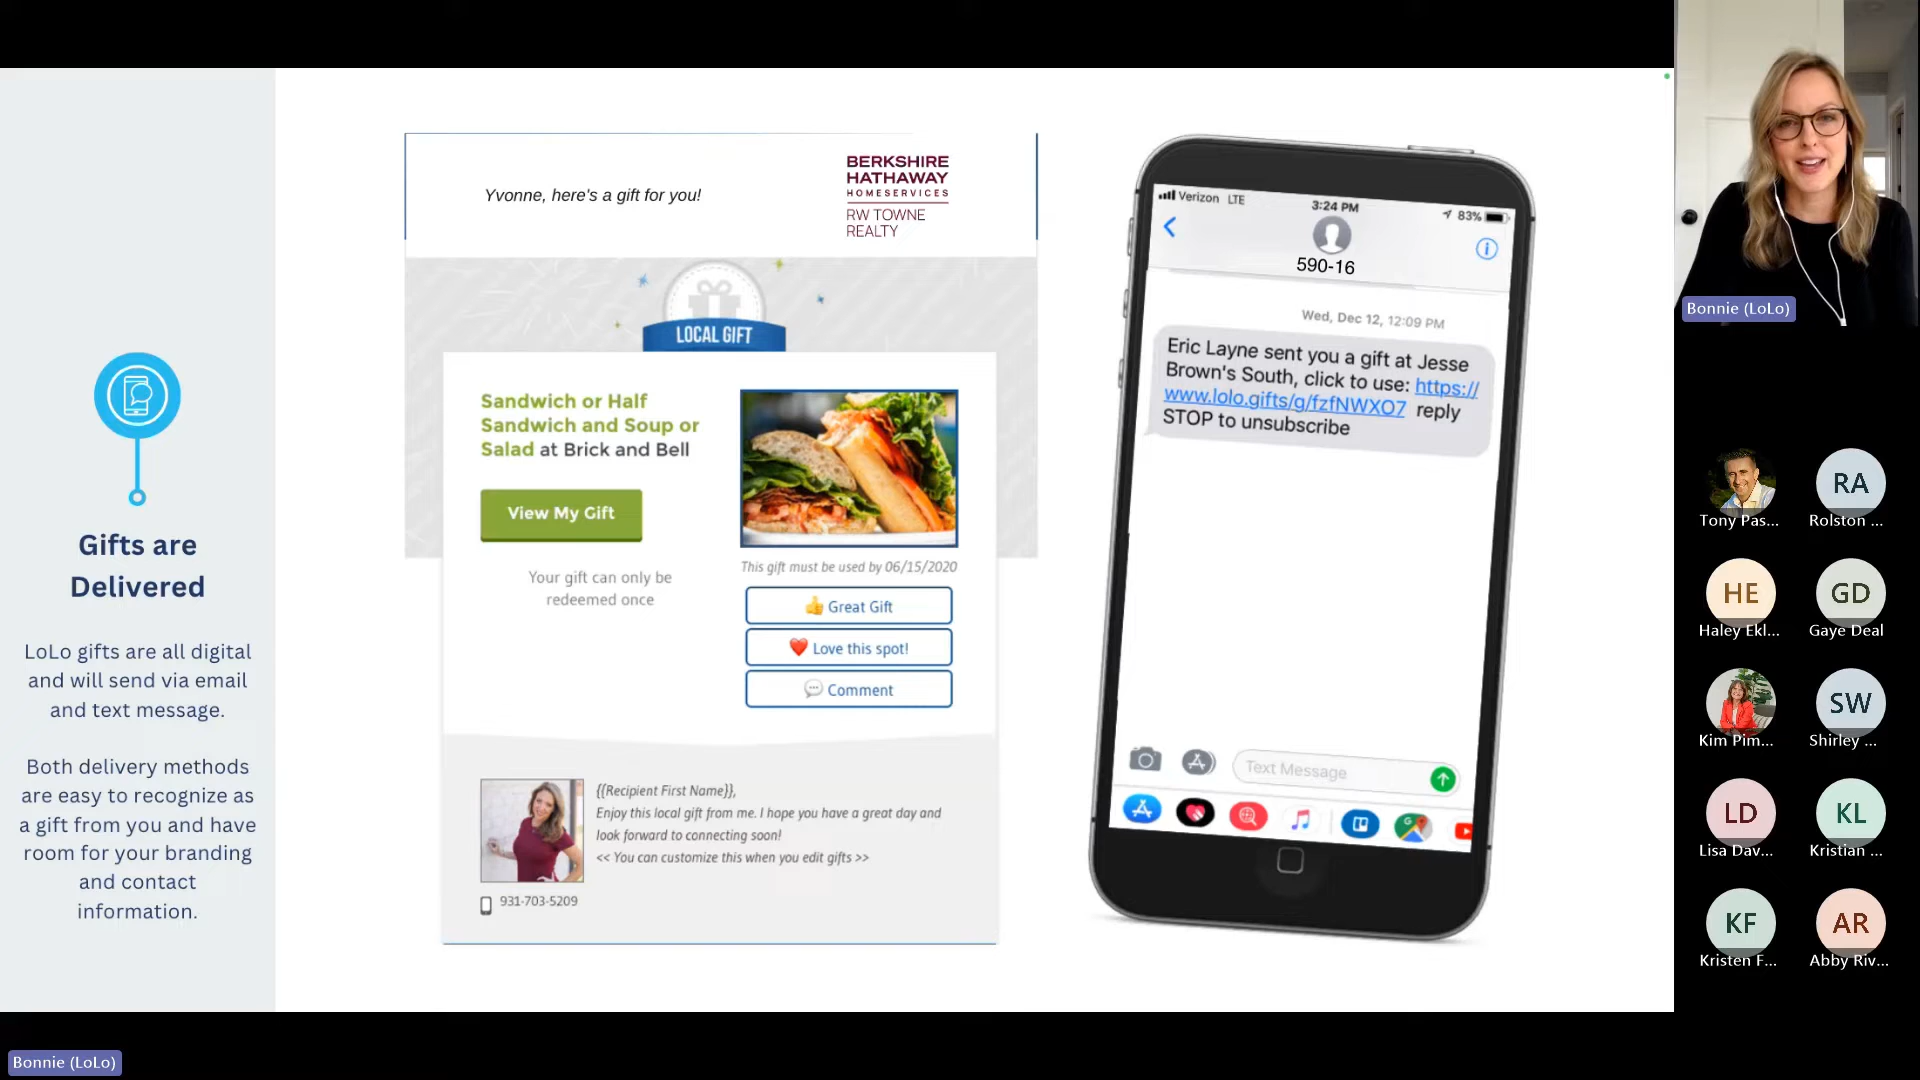 Gifts are
Delivered
LoLo gifts are all digital
and will send via email
and text message.
Both delivery methods
are easy to recognize as
a gift from you and have
room for your branding
and contact
information.
Yvonne, here's a gift for you!
BERKSHIRE
HATHAWAY
HOMESERVICES
RW TOWNE
REALTY
LOCAL GIFT
Sandwich or Half
Sandwich and Soup or
Salad at Brick and Bell
View My Gift
Your gift can only be
redeemed once
This gift must be used by 06/15/2020
👍 Great Gift
❤️ Love this spot!
💬 Comment
{{Recipient First Name}},
Enjoy this local gift from me. I hope you have a great day and
look forward to connecting soon!
<< You can customize this when you edit gifts >>
931-703-5209
Verizon LTE 3:24 PM 83%
590-16
Wed, Dec 12, 12:09 PM
Eric Layne sent you a gift at Jesse
Brown's South, click to use: https://
www.lolo.gifts/g/fzfNWXO7 reply
STOP to unsubscribe
Text Message
Bonnie (LoLo)
Tony Pas...
RA
Rolston ...
HE
Haley Ekl...
GD
Gaye Deal
Kim Pim...
SW
Shirley ...
LD
Lisa Dav...
KL
Kristian ...
KF
Kristen F...
AR
Abby Riv...
Bonnie (LoLo)